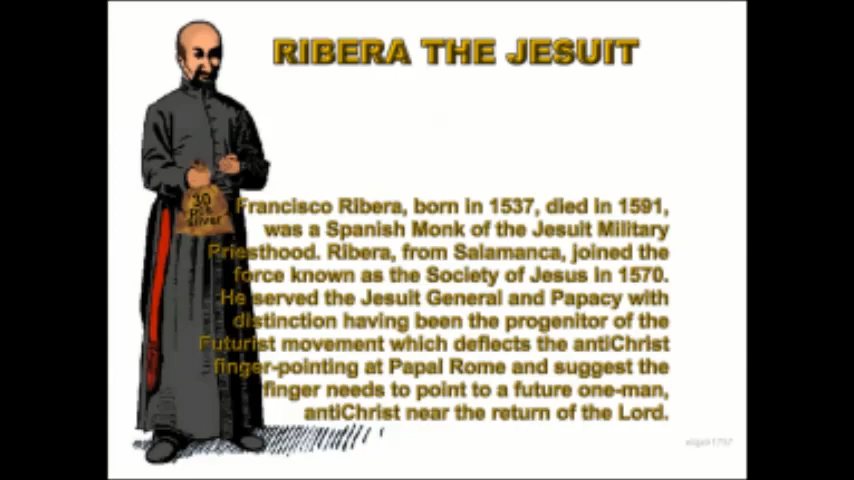 RIBERA THE JESUIT
30
pcs
silver
Francisco Ribera, born in 1537, died in 1591,
was a Spanish Monk of the Jesuit Military
Priesthood. Ribera, from Salamanca, joined the
force known as the Society of Jesus in 1570.
He served the Jesuit General and Papacy with
distinction having been the progenitor of the
Futurist movement which deflects the antiChrist
finger-pointing at Papal Rome and suggest the
finger needs to point to a future one-man,
antiChrist near the return of the Lord.